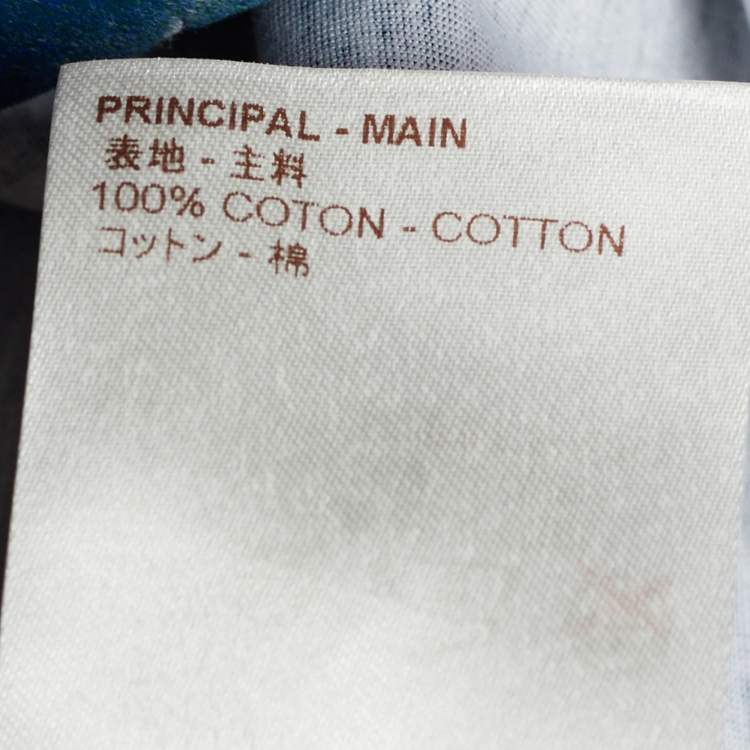 PRINCIPAL - MAIN
表地 - 主料
100% COTON - COTTON
コットン - 棉